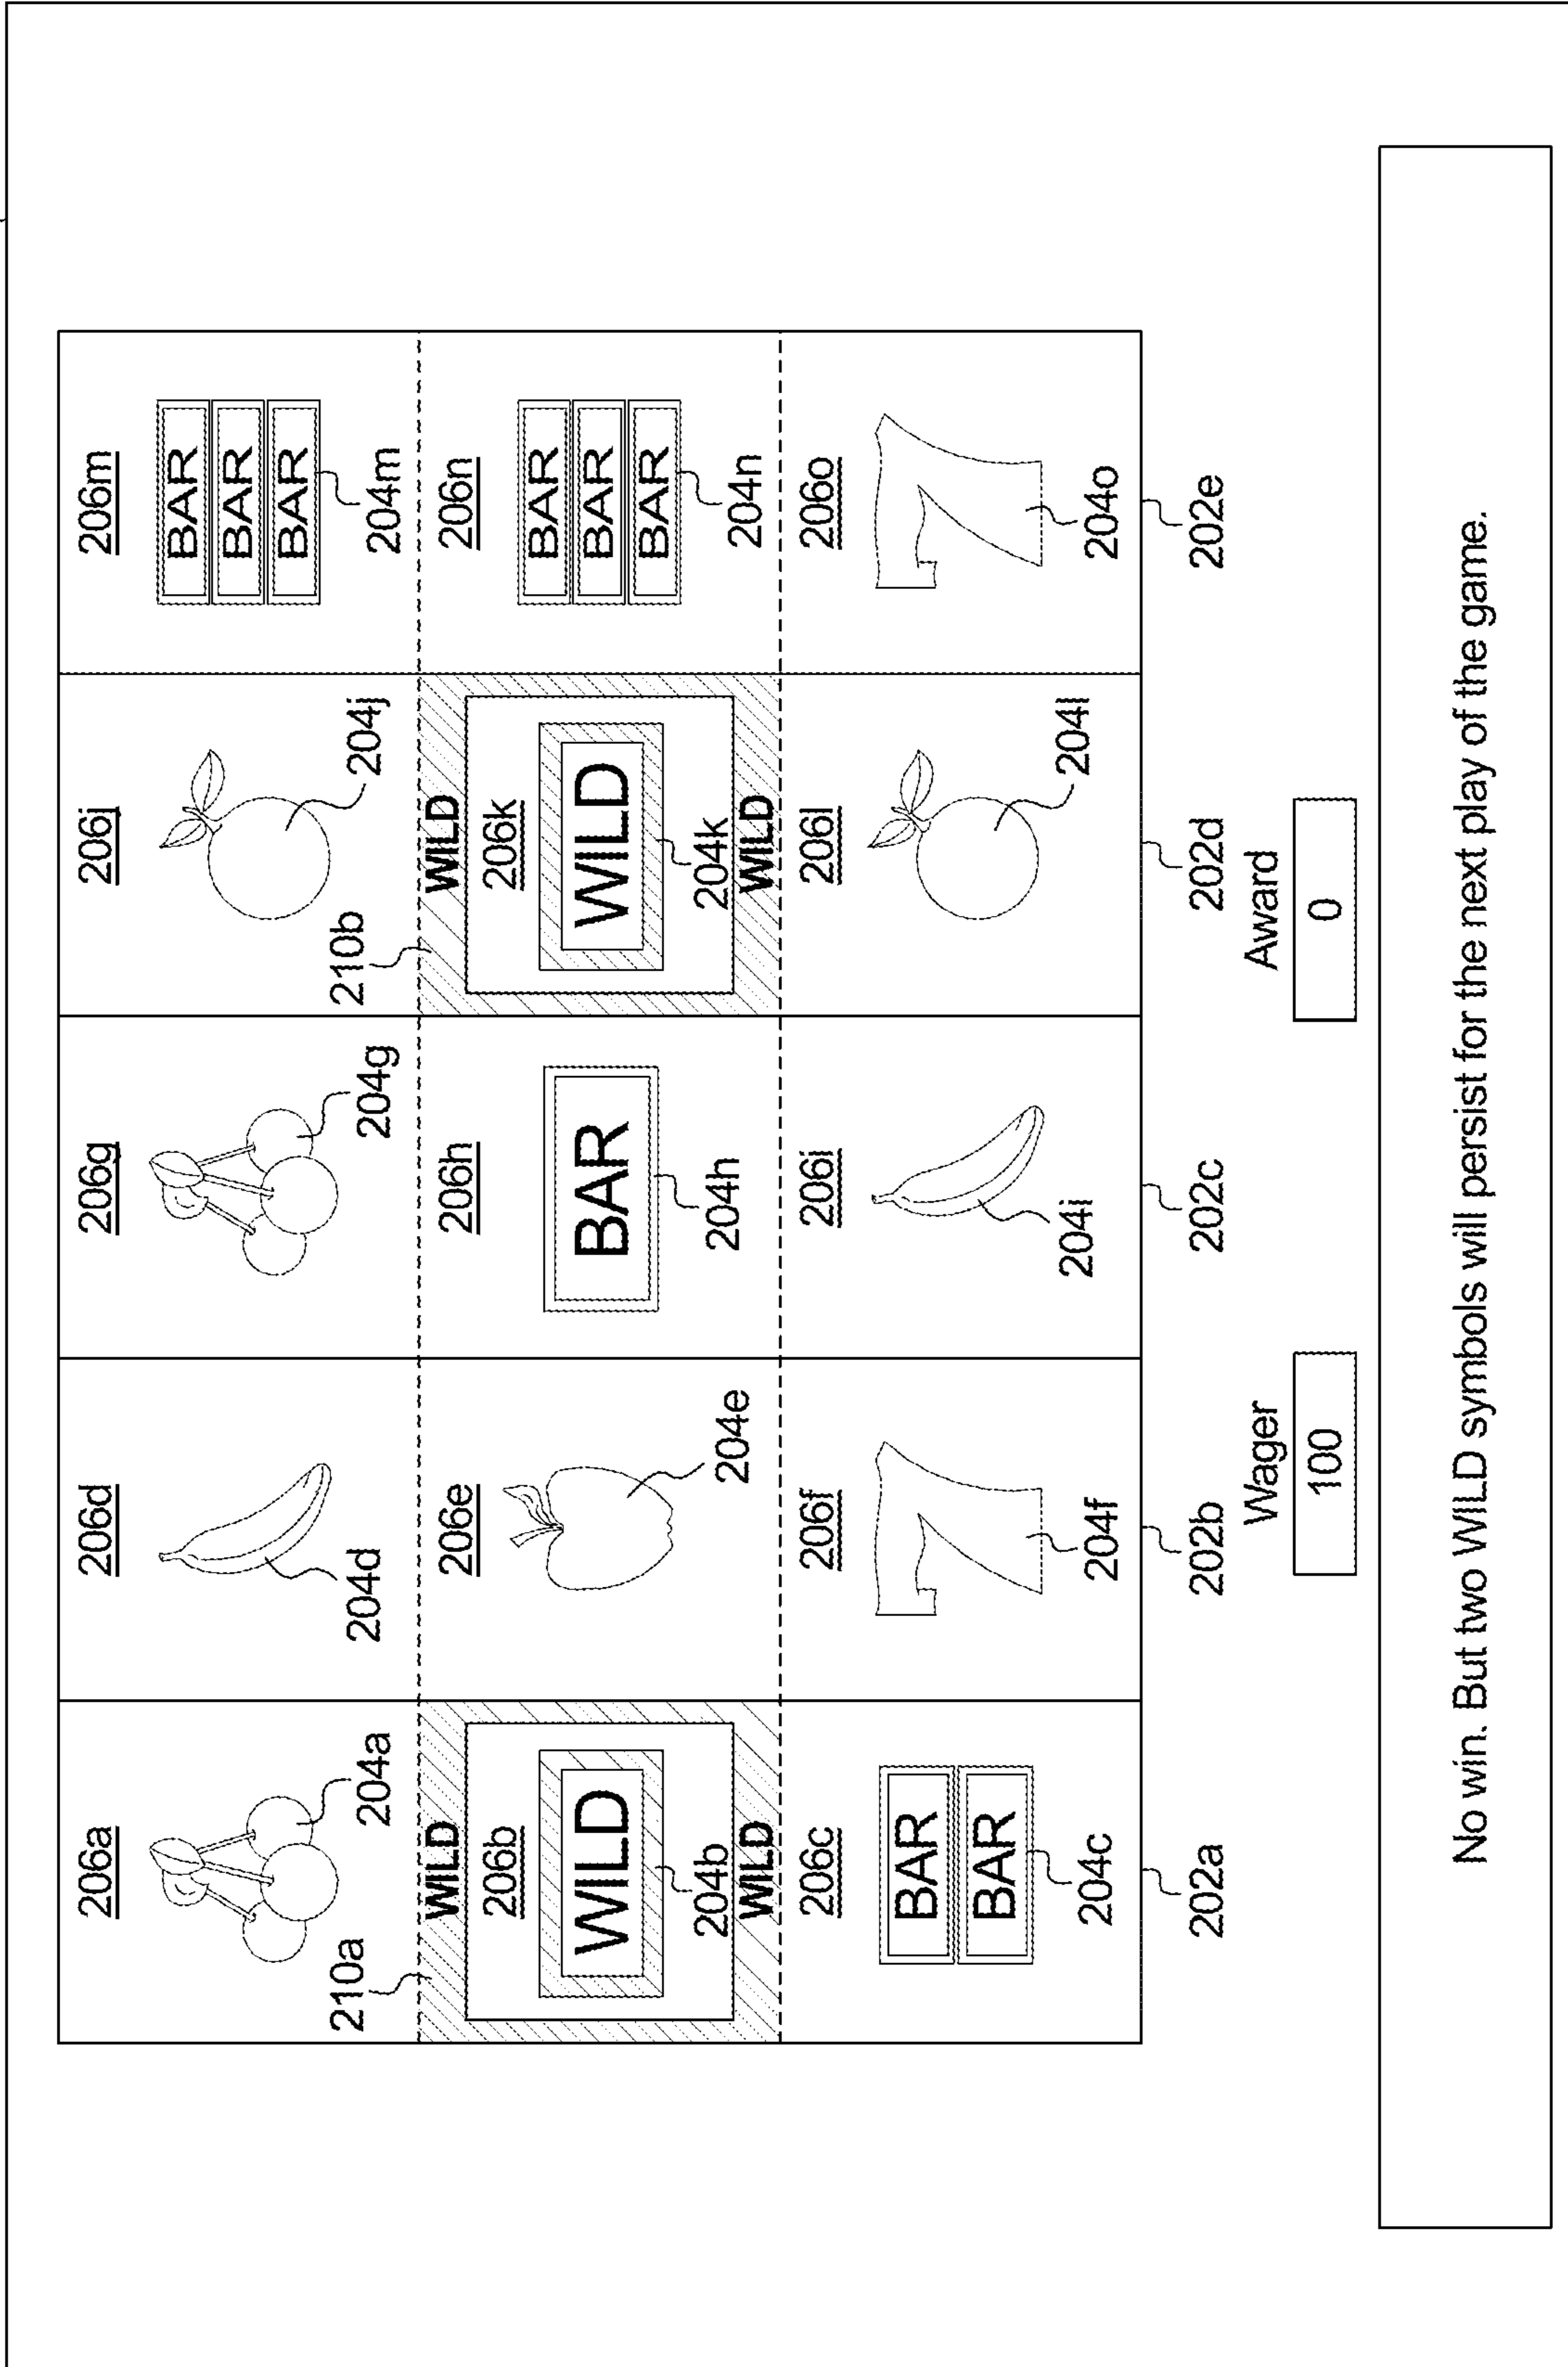 206a
204a
206d
204d
206g
204g
206j
204j
206m
BAR
BAR
BAR
204m
210a
WILD
206b
WILD
204b
WILD
206e
204e
206h
BAR
204h
210b
WILD
206k
WILD
204k
WILD
206n
BAR
BAR
BAR
204n
206c
BAR
BAR
204c
206f
7
204f
206i
204i
206l
204l
206o
7
204o
202a
202b
202c
202d
202e
Wager
100
Award
0
No win. But two WILD symbols will persist for the next play of the game.